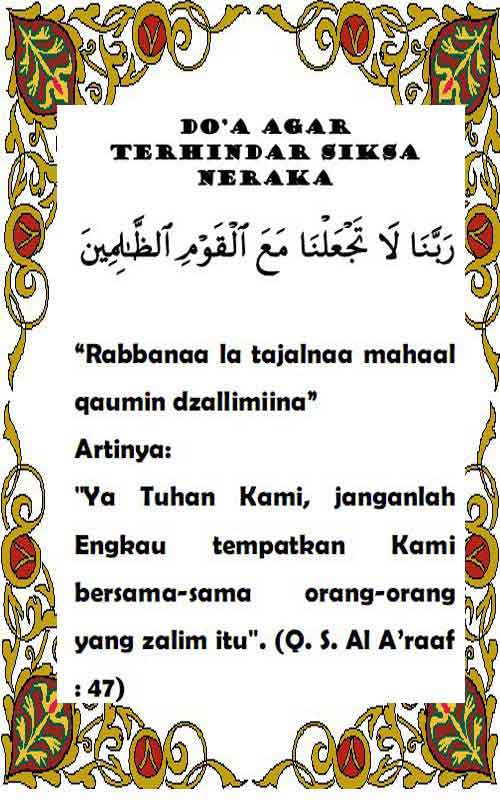 DO'A AGAR
TERHINDAR SIKSA
NERAKA
رَبَّنَا لَا تَجْعَلْنَا مَعَ ٱلْقَوْمِ ٱلظَّٰلِمِينَ
“Rabbanaa la tajalnaa mahaal
qaumin dzallimiina”
Artinya:
"Ya Tuhan Kami, janganlah
Engkau tempatkan Kami
bersama-sama orang-orang
yang zalim itu". (Q. S. Al A’raaf
: 47)